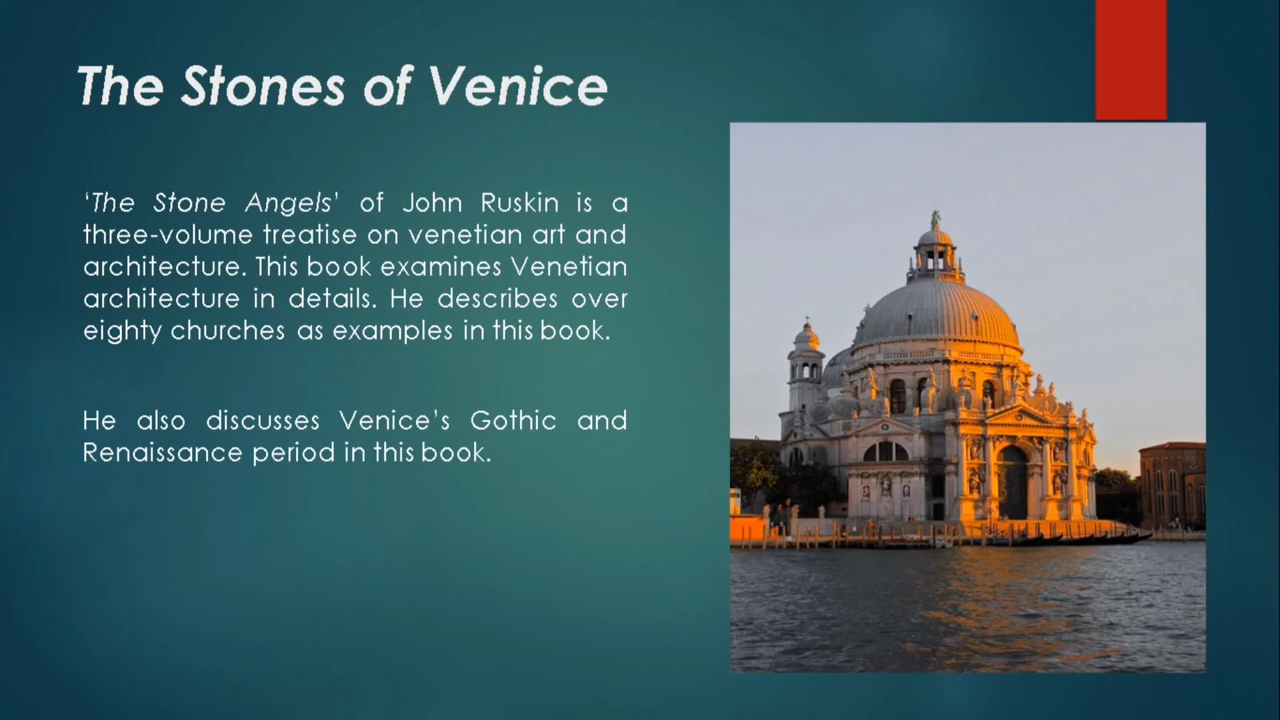 The Stones of Venice
‘The Stone Angels’ of John Ruskin is a
three-volume treatise on venetian art and
architecture. This book examines Venetian
architecture in details. He describes over
eighty churches as examples in this book.
He also discusses Venice’s Gothic and
Renaissance period in this book.